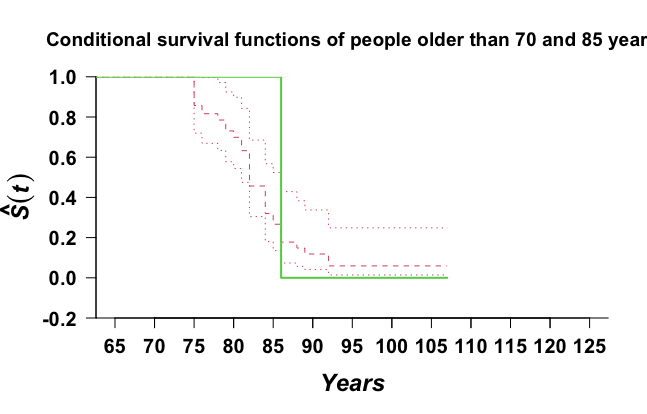 Conditional survival functions of people older than 70 and 85 year
1.0
0.8
0.6
0.4
0.2
0.0
-0.2
Ŝ(t)
65 70 75 80 85 90 95 100 105 110 115 120 125
Years